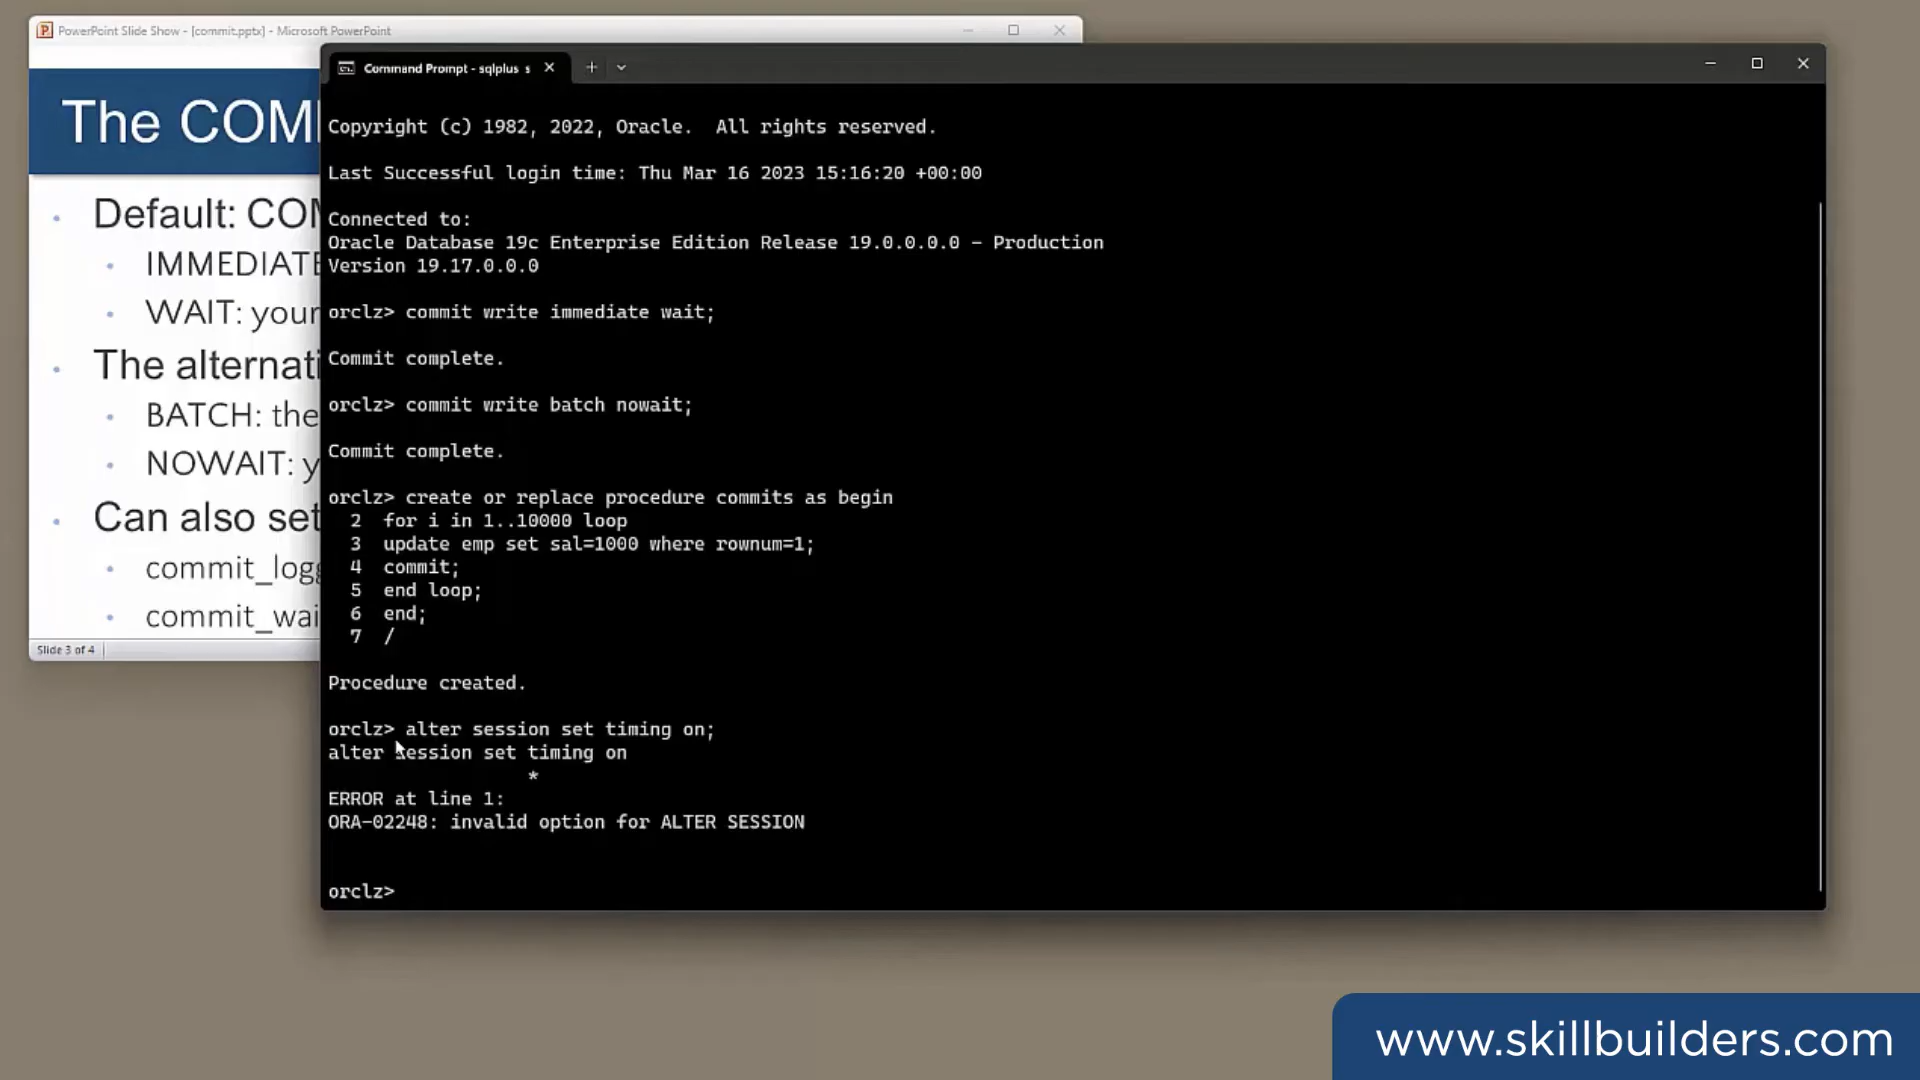 PowerPoint Slide Show - [commit.pptx] - Microsoft PowerPoint
The COM
Default: COM
IMMEDIATE
WAIT: your
The alternati
BATCH: the
NOWAIT: y
Can also set
commit_logg
commit_wai
Slide 3 of 4
Command Prompt - sqlplus s
Copyright (c) 1982, 2022, Oracle.  All rights reserved.
Last Successful login time: Thu Mar 16 2023 15:16:20 +00:00
Connected to:
Oracle Database 19c Enterprise Edition Release 19.0.0.0.0 - Production
Version 19.17.0.0.0
orclz> commit write immediate wait;
Commit complete.
orclz> commit write batch nowait;
Commit complete.
orclz> create or replace procedure commits as begin
2  for i in 1..10000 loop
3  update emp set sal=1000 where rownum=1;
4  commit;
5  end loop;
6  end;
7  /
Procedure created.
orclz> alter session set timing on;
alter session set timing on
*
ERROR at line 1:
ORA-02248: invalid option for ALTER SESSION
orclz>
www.skillbuilders.com